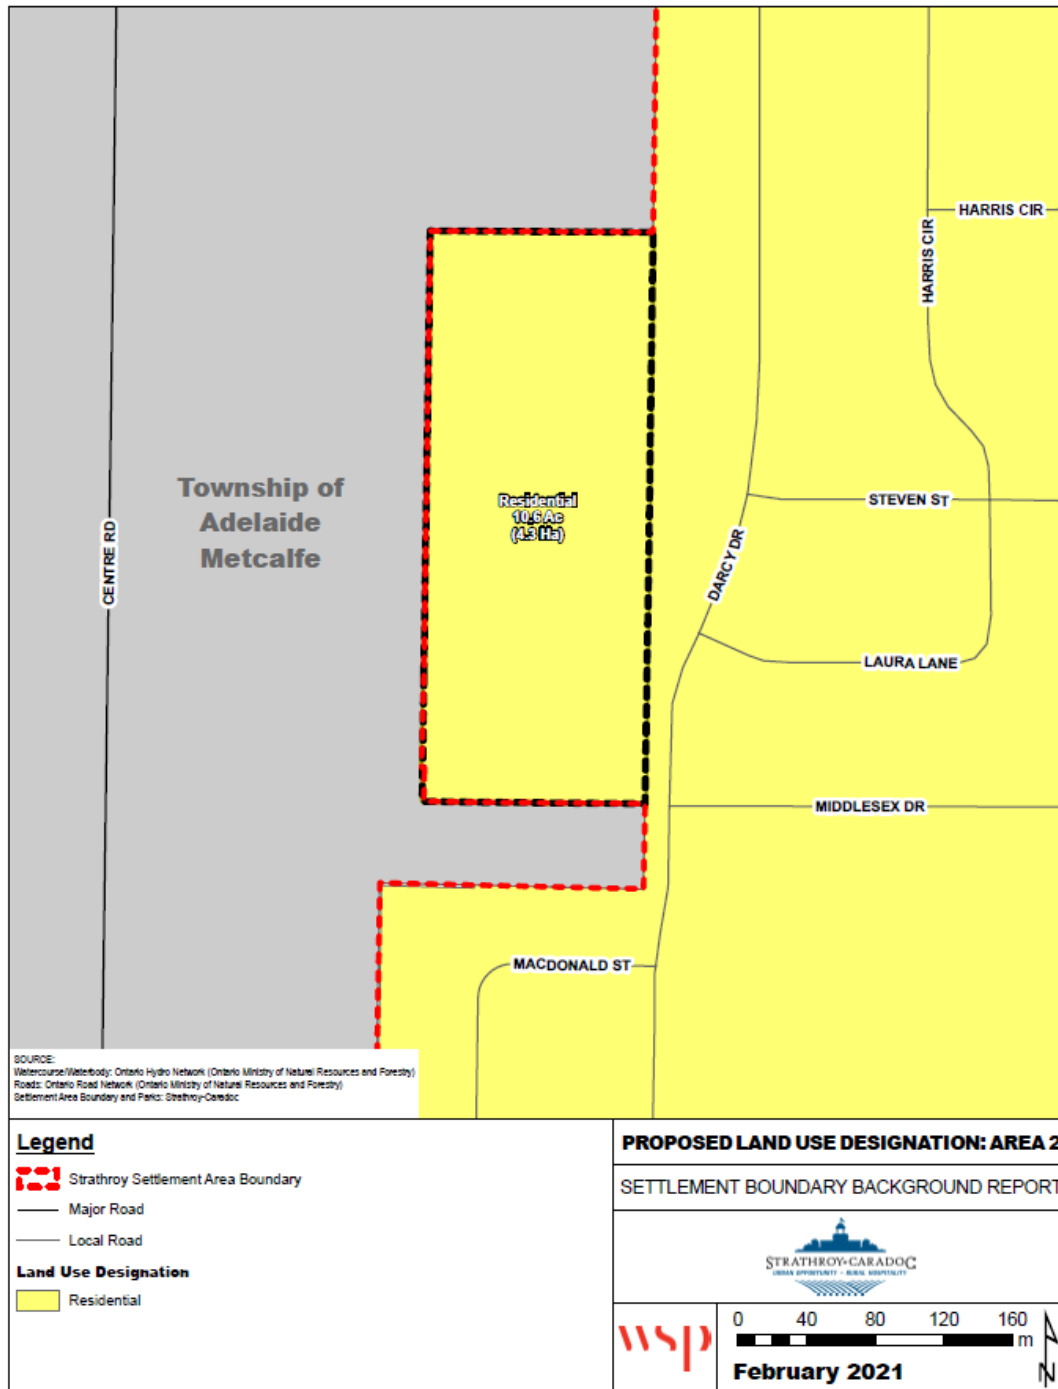 HARRIS CIR
HARRIS CIR
Township of
Adelaide
Metcalfe
Residential
10.6 Ac
(4.3 Ha)
STEVEN ST
CENTRE RD
DARCY DR
LAURA LANE
MIDDLESEX DR
MACDONALD ST
SOURCE:
Watercourse/Waterbody: Ontario Hydro Network (Ontario Ministry of Natural Resources and Forestry)
Roads: Ontario Road Network (Ontario Ministry of Natural Resources and Forestry)
Settlement Area Boundary and Parks: Strathroy-Caradoc
Legend
Strathroy Settlement Area Boundary
Major Road
Local Road
Land Use Designation
Residential
PROPOSED LAND USE DESIGNATION: AREA 2
SETTLEMENT BOUNDARY BACKGROUND REPORT
STRATHROY-CARADOC
URBAN OPPORTUNITY - RURAL HOSPITALITY
wsp
0 40 80 120 160
m
N
February 2021